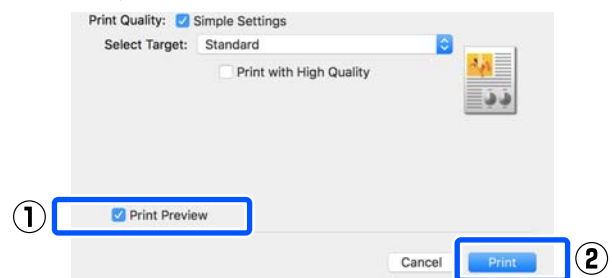 Print Quality: Simple Settings
Select Target: Standard
Print with High Quality
① Print Preview
Cancel Print ②